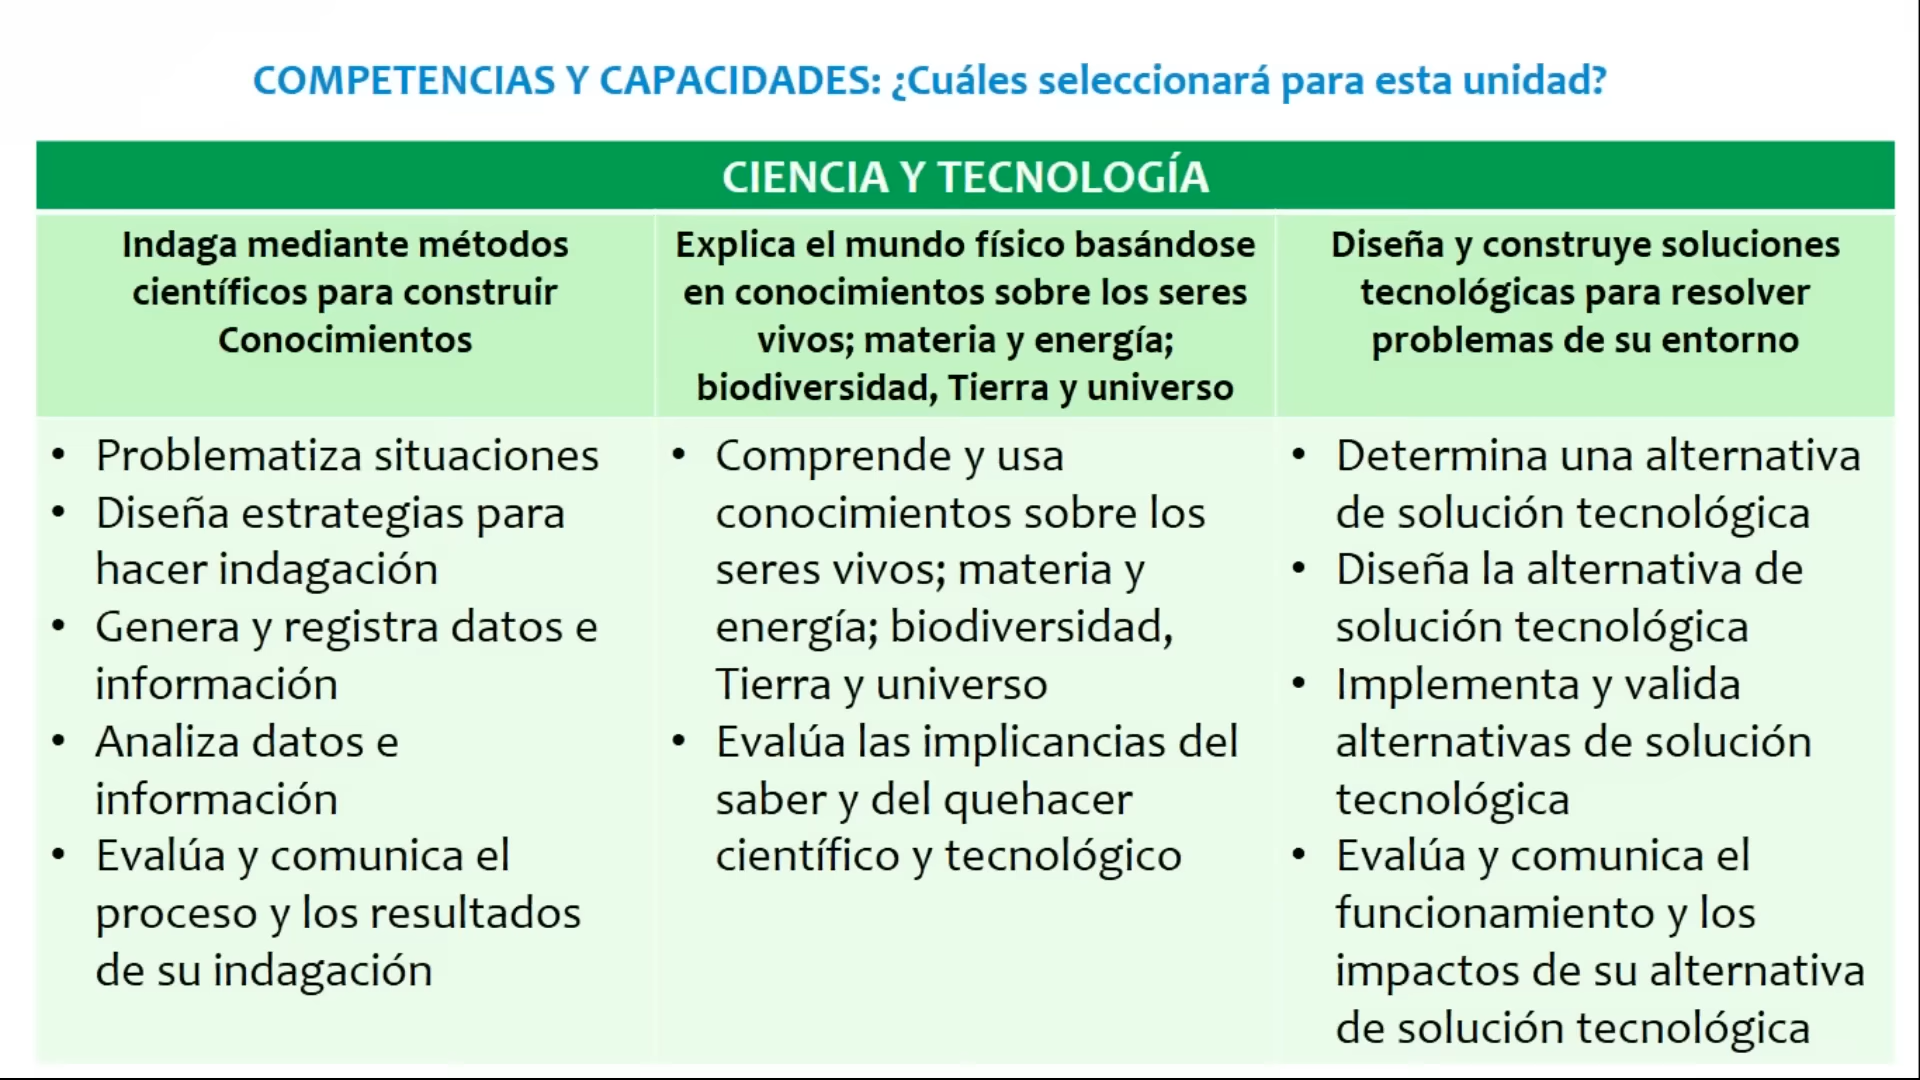 COMPETENCIAS Y CAPACIDADES: ¿Cuáles seleccionará para esta unidad?
CIENCIA Y TECNOLOGÍA
Indaga mediante métodos
científicos para construir
Conocimientos
Explica el mundo físico basándose
en conocimientos sobre los seres
vivos; materia y energía;
biodiversidad, Tierra y universo
Diseña y construye soluciones
tecnológicas para resolver
problemas de su entorno
• Problematiza situaciones
• Diseña estrategias para
hacer indagación
• Genera y registra datos e
información
• Analiza datos e
información
• Evalúa y comunica el
proceso y los resultados
de su indagación
• Comprende y usa
conocimientos sobre los
seres vivos; materia y
energía; biodiversidad,
Tierra y universo
• Evalúa las implicancias del
saber y del quehacer
científico y tecnológico
• Determina una alternativa
de solución tecnológica
• Diseña la alternativa de
solución tecnológica
• Implementa y valida
alternativas de solución
tecnológica
• Evalúa y comunica el
funcionamiento y los
impactos de su alternativa
de solución tecnológica